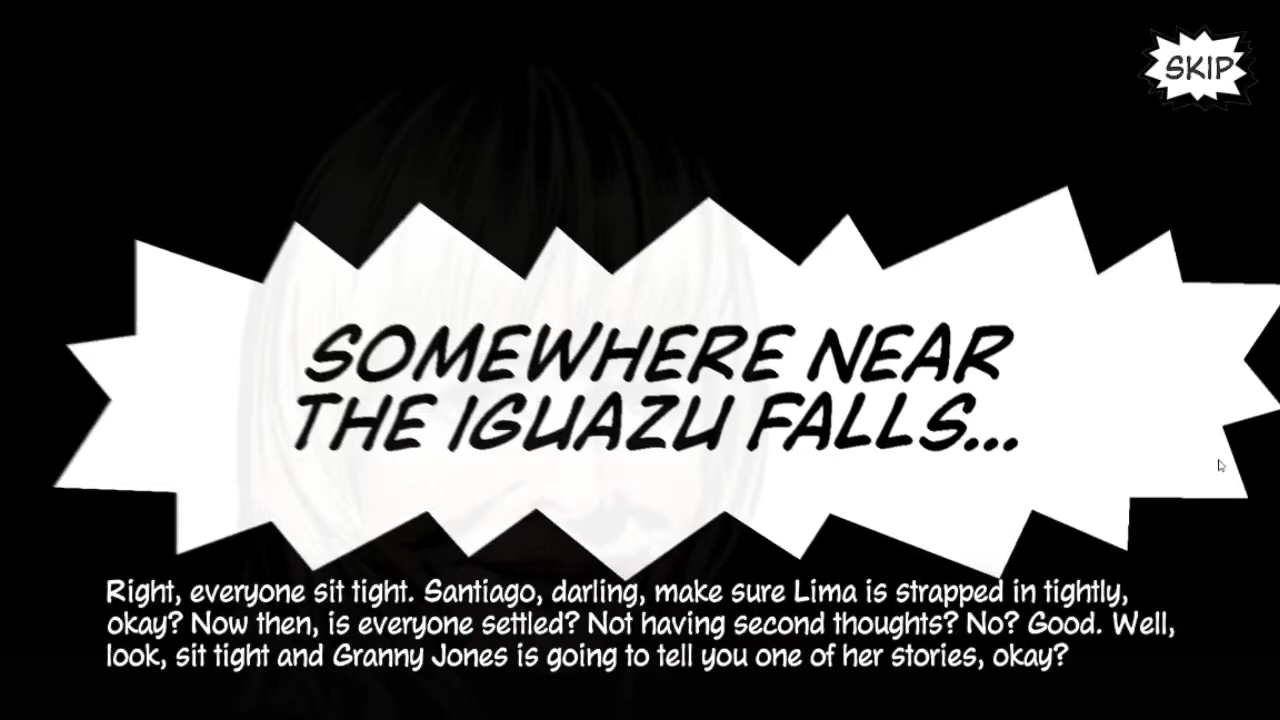 SKIP
SOMEWHERE NEAR
THE IGUAZU FALLS...
Right, everyone sit tight. Santiago, darling, make sure Lima is strapped in tightly,
okay? Now then, is everyone settled? Not having second thoughts? No? Good. Well,
look, sit tight and Granny Jones is going to tell you one of her stories, okay?